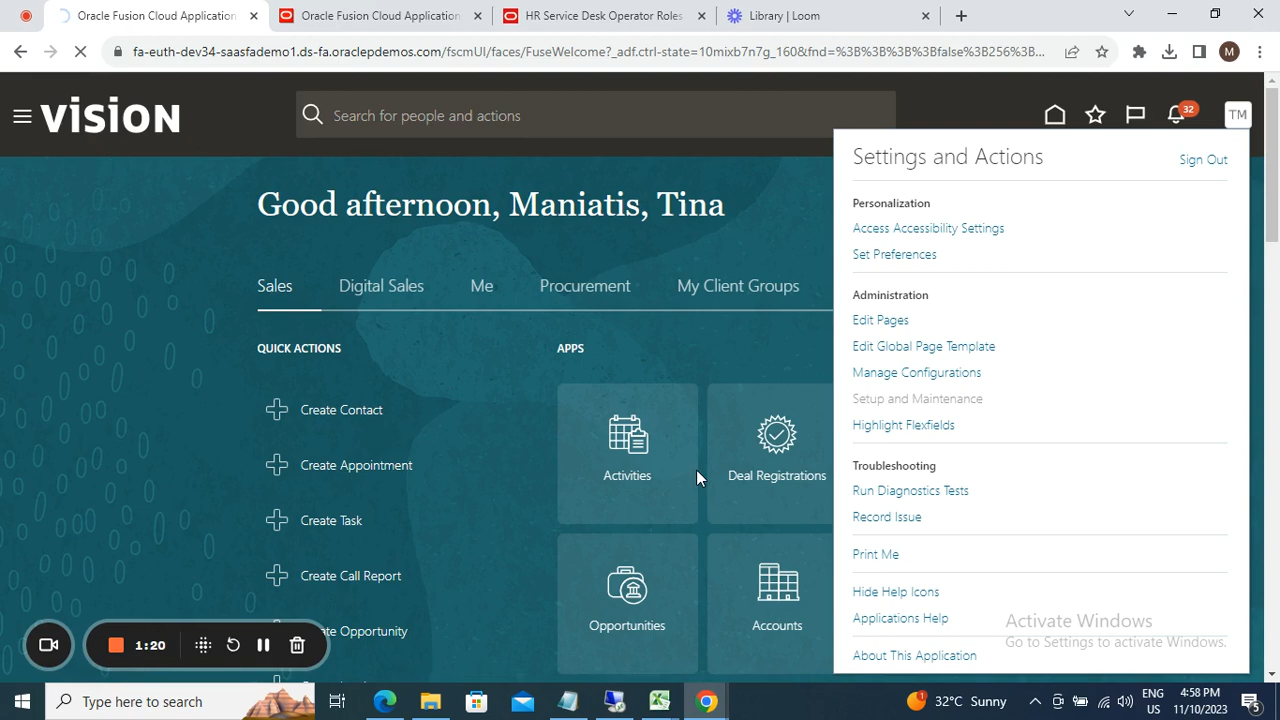 Oracle Fusion Cloud Application
Oracle Fusion Cloud Application
HR Service Desk Operator Roles
Library | Loom
fa-euth-dev34-saasfademo1.ds-fa.oraclepdemos.com/fscmUI/faces/FuseWelcome?_adf.ctrl-state=10mixb7n7g_160&fnd=%3B%3B%3B%3Bfalse%3B256%3B...
M
VISION
Search for people and actions
32
TM
Settings and Actions
Sign Out
Good afternoon, Maniatis, Tina
Personalization
Access Accessibility Settings
Set Preferences
Sales
Digital Sales
Me
Procurement
My Client Groups
Administration
Edit Pages
Edit Global Page Template
Manage Configurations
Setup and Maintenance
Highlight Flexfields
QUICK ACTIONS
APPS
Create Contact
Create Appointment
Create Task
Create Call Report
te Opportunity
Activities
Deal Registrations
Opportunities
Accounts
Troubleshooting
Run Diagnostics Tests
Record Issue
Print Me
Hide Help Icons
Applications Help
About This Application
Activate Windows
Go to Settings to activate Windows.
1:20
Type here to search
32°C Sunny
ENG
US
4:58 PM
11/10/2023
5